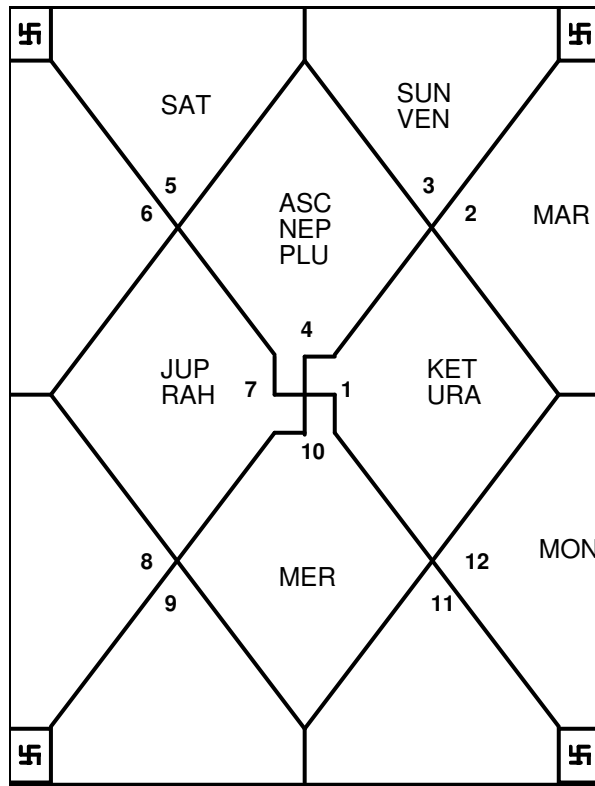 SAT
SUN
VEN
5
3
6
2
ASC
NEP
PLU
MAR
4
JUP
RAH
7
1
KET
URA
10
8
12
MER
MON
9
11